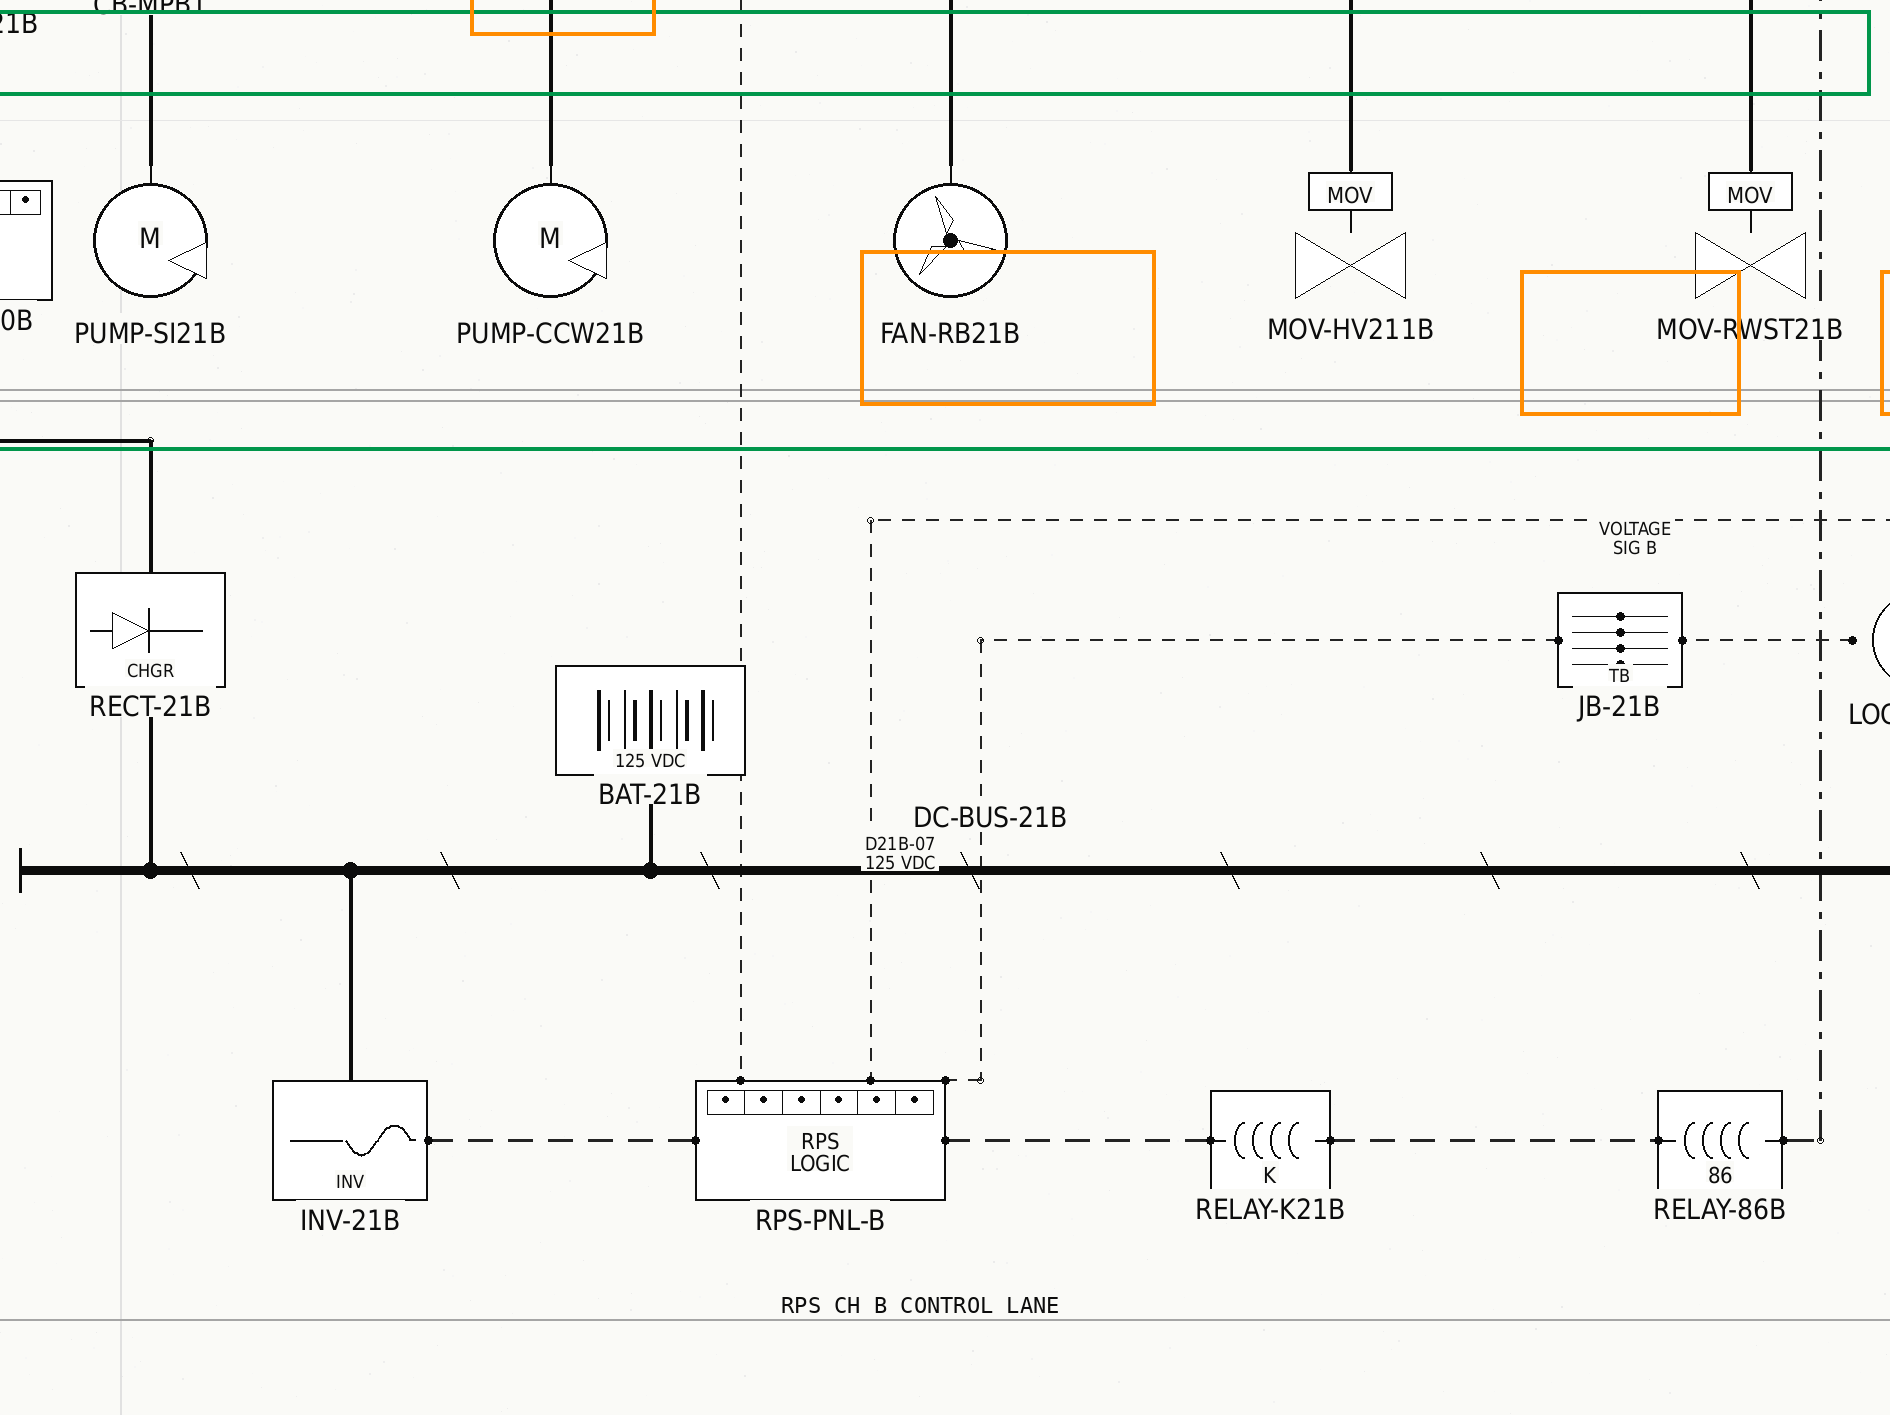 21B
M
M
MOV
MOV
0B
PUMP-SI21B
PUMP-CCW21B
FAN-RB21B
MOV-HV211B
MOV-RWST21B
VOLTAGE
SIG B
CHGR
RECT-21B
TB
JB-21B
125 VDC
BAT-21B
DC-BUS-21B
D21B-07
125 VDC
RPS
LOGIC
INV
K
86
INV-21B
RPS-PNL-B
RELAY-K21B
RELAY-86B
RPS CH B CONTROL LANE